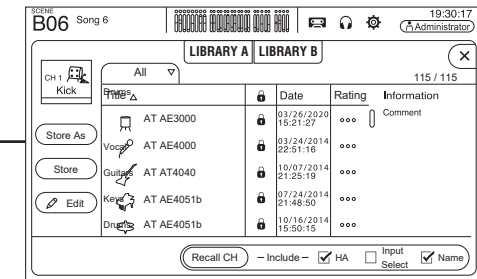 SCENE
B06 Song 6
19:30:17
Administrator
LIBRARY A LIBRARY B
CH 1
Kick
All
115 / 115
Drums
Title Date Rating Information
AT AE3000 03/26/2020 15:21:27 Comment
Vocal AT AE4000 03/24/2014 22:51:16
Guitars AT AT4040 10/07/2014 21:25:19
Keys AT AE4051b 07/24/2014 21:48:50
Drums AT AE4051b 10/16/2014 15:50:15
Store As
Store
Edit
Recall CH – Include – HA Input Select Name